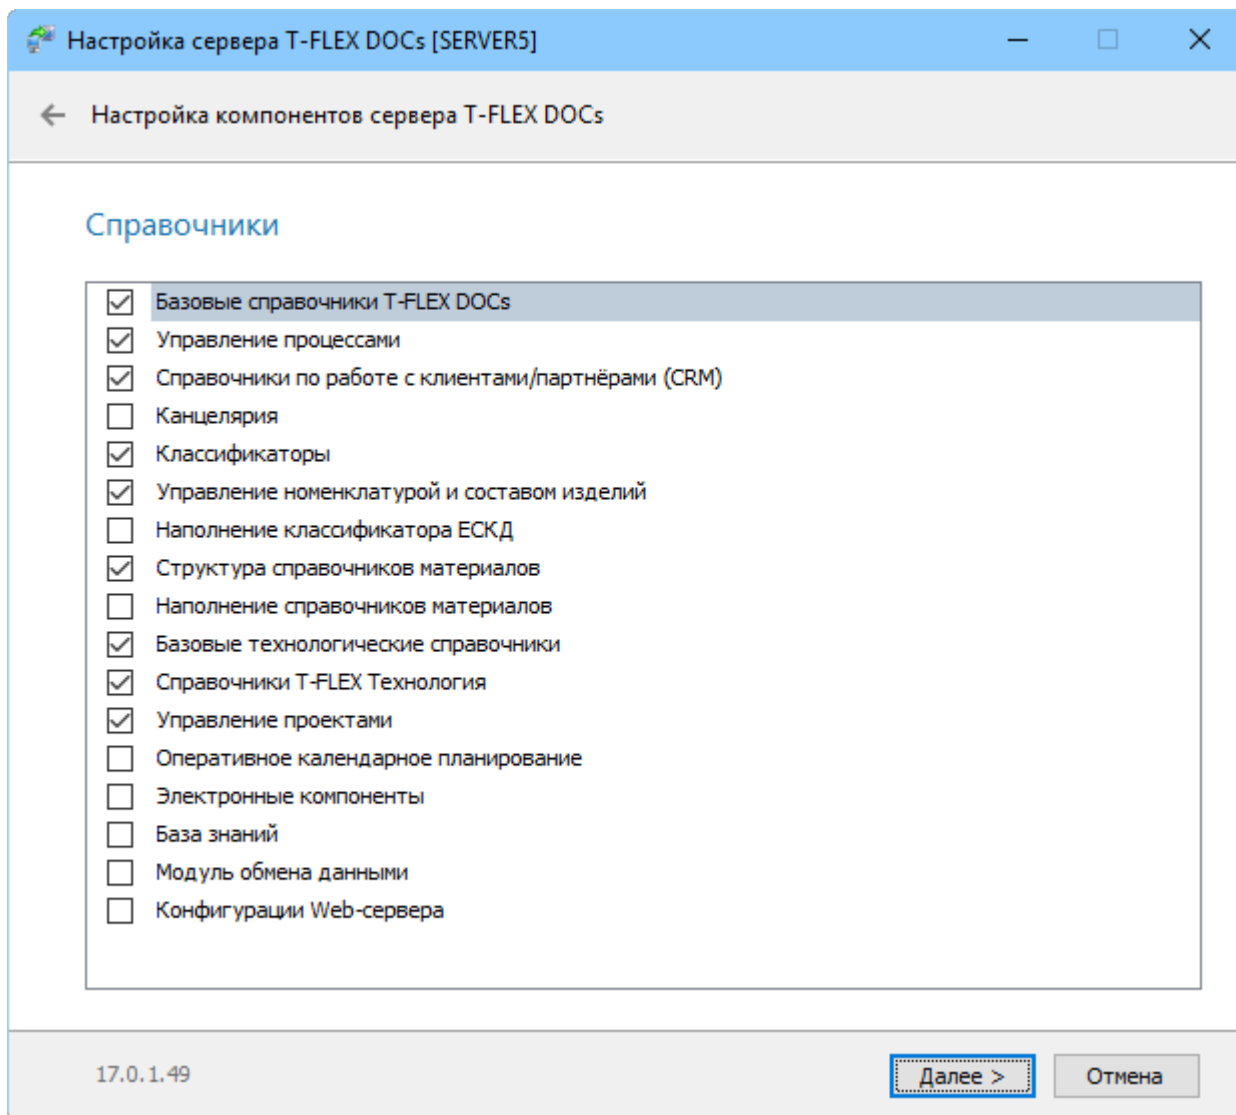 Настройка сервера T-FLEX DOCs [SERVER5]
Настройка компонентов сервера T-FLEX DOCs
Справочники
Базовые справочники T-FLEX DOCs
Управление процессами
Справочники по работе с клиентами/партнёрами (CRM)
Канцелярия
Классификаторы
Управление номенклатурой и составом изделий
Наполнение классификатора ЕСКД
Структура справочников материалов
Наполнение справочников материалов
Базовые технологические справочники
Справочники T-FLEX Технология
Управление проектами
Оперативное календарное планирование
Электронные компоненты
База знаний
Модуль обмена данными
Конфигурации Web-сервера
17.0.1.49
Далее >
Отмена